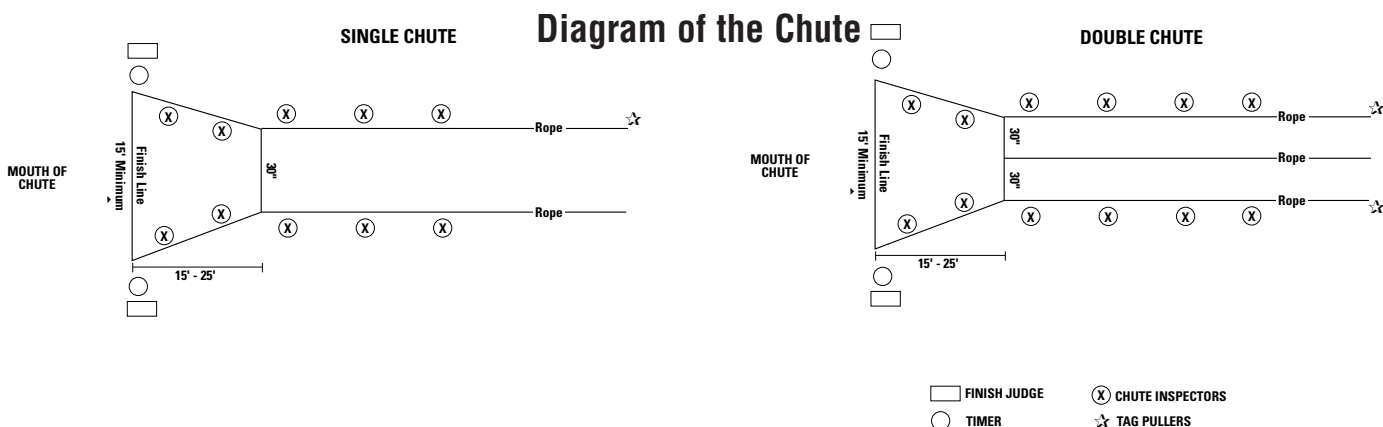 Diagram of the Chute
SINGLE CHUTE
MOUTH OF
CHUTE
15' Minimum
Finish Line
X
X
X
X
X
Rope
30"
Rope
X
X
X
X
X
15' - 25'
DOUBLE CHUTE
MOUTH OF
CHUTE
15' Minimum
Finish Line
X
X
X
X
X
X
Rope
30"
Rope
30"
Rope
X
X
X
X
X
X
15' - 25'
FINISH JUDGE
X CHUTE INSPECTORS
TIMER
TAG PULLERS